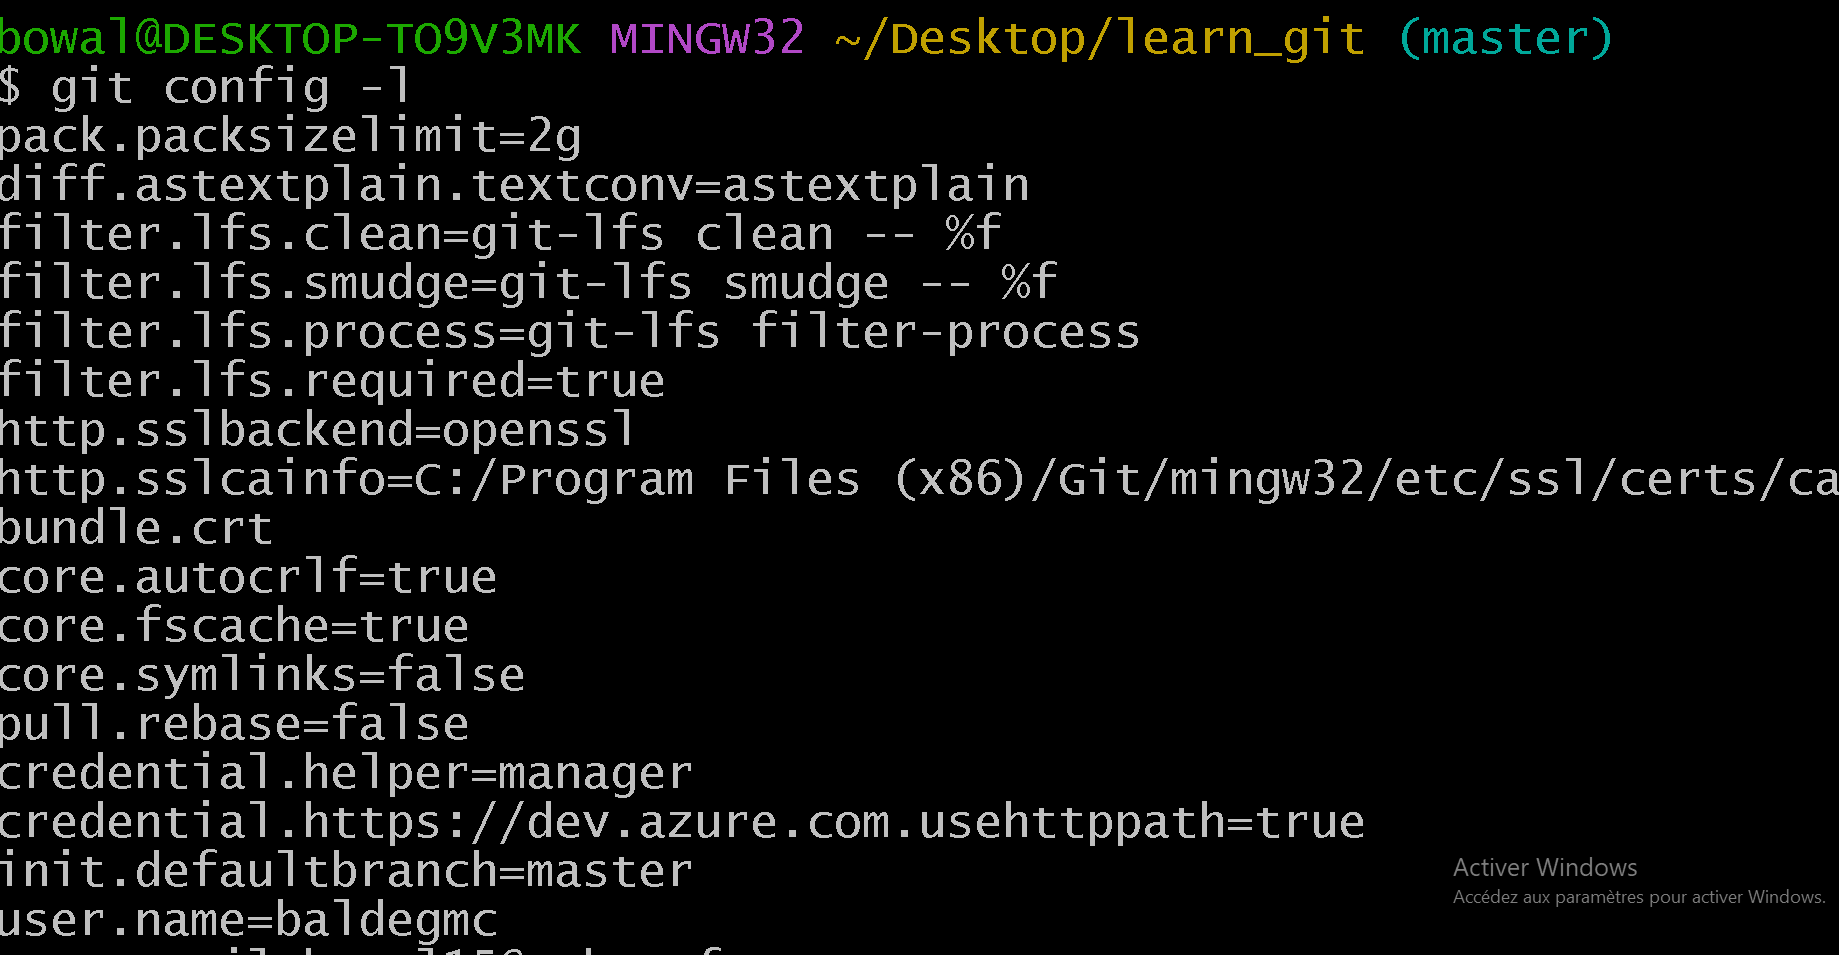 bowal@DESKTOP-TO9V3MK MINGW32 ~/Desktop/learn_git (master)
$ git config -l
pack.packsizelimit=2g
diff.astextplain.textconv=astextplain
filter.lfs.clean=git-lfs clean -- %f
filter.lfs.smudge=git-lfs smudge -- %f
filter.lfs.process=git-lfs filter-process
filter.lfs.required=true
http.sslbackend=openssl
http.sslcainfo=C:/Program Files (x86)/Git/mingw32/etc/ssl/certs/ca
bundle.crt
core.autocrlf=true
core.fscache=true
core.symlinks=false
pull.rebase=false
credential.helper=manager
credential.https://dev.azure.com.usehttppath=true
init.defaultbranch=master
user.name=baldegmc
Activer Windows
Accédez aux paramètres pour activer Windows.